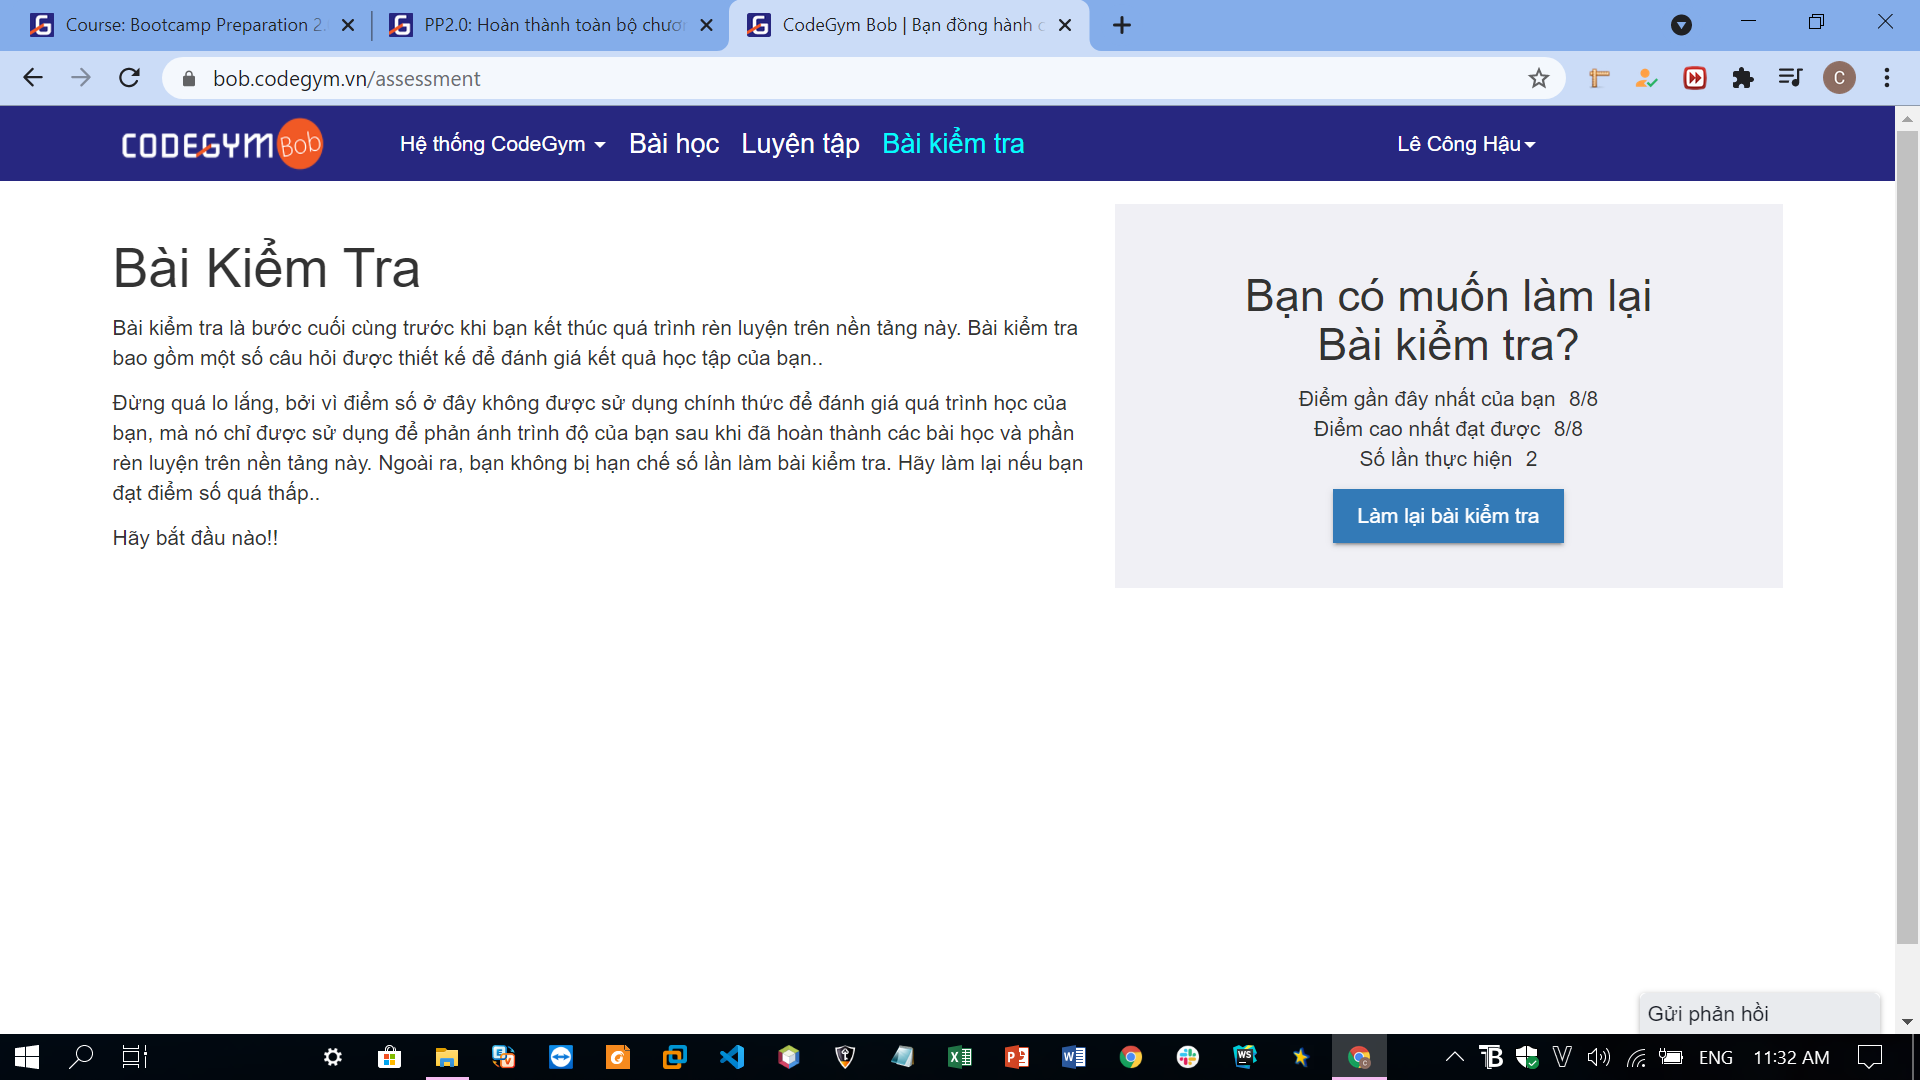 Course: Bootcamp Preparation 2.
PP2.0: Hoàn thành toàn bộ chươ
CodeGym Bob | Bạn đồng hành c
bob.codegym.vn/assessment
C
CODEGYM Bob
Hệ thống CodeGym
Bài học
Luyện tập
Bài kiểm tra
Lê Công Hậu
Bài Kiểm Tra
Bài kiểm tra là bước cuối cùng trước khi bạn kết thúc quá trình rèn luyện trên nền tảng này. Bài kiểm tra
bao gồm một số câu hỏi được thiết kế để đánh giá kết quả học tập của bạn..
Đừng quá lo lắng, bởi vì điểm số ở đây không được sử dụng chính thức để đánh giá quá trình học của
bạn, mà nó chỉ được sử dụng để phản ánh trình độ của bạn sau khi đã hoàn thành các bài học và phần
rèn luyện trên nền tảng này. Ngoài ra, bạn không bị hạn chế số lần làm bài kiểm tra. Hãy làm lại nếu bạn
đạt điểm số quá thấp..
Hãy bắt đầu nào!!
Bạn có muốn làm lại
Bài kiểm tra?
Điểm gần đây nhất của bạn 8/8
Điểm cao nhất đạt được 8/8
Số lần thực hiện 2
Làm lại bài kiểm tra
Gửi phản hồi
ENG
11:32 AM